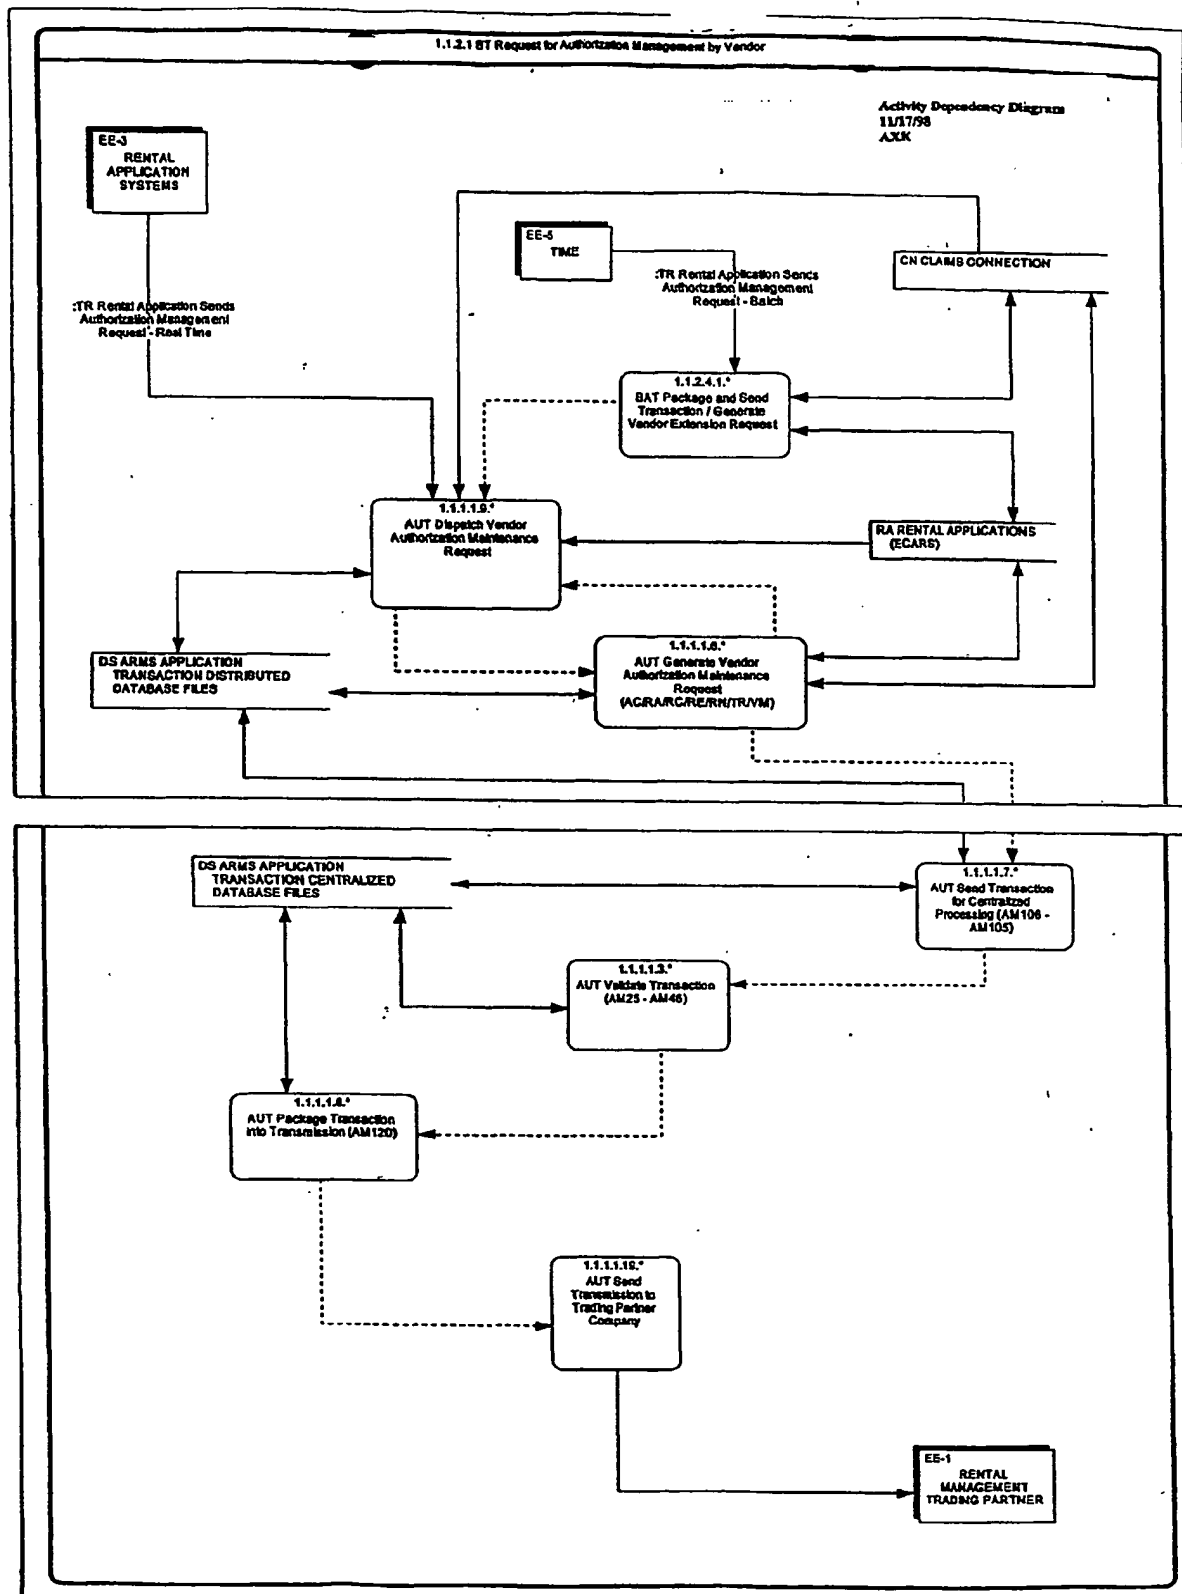 1.1.2.1 BT Request for Authorization Management by Vendor
Activity Dependency Diagram
11/17/98
AXK
EE-3
RENTAL
APPLICATION
SYSTEMS
EE-5
TIME
CN CLAIMS CONNECTION
:TR Rental Application Sends
Authorization Management
Request - Batch
:TR Rental Application Sends
Authorization Management
Request - Real Time
1.1.2.4.1.*
BAT Package and Send
Transaction / Generate
Vendor Extension Request
1.1.1.1.9.*
AUT Dispatch Vendor
Authorization Maintenance
Request
RA RENTAL APPLICATIONS
(ECARS)
1.1.1.1.6.*
AUT Generate Vendor
Authorization Maintenance
Request
(AC/RA/RC/RE/RN/TR/VM)
DS ARMS APPLICATION
TRANSACTION DISTRIBUTED
DATABASE FILES
DS ARMS APPLICATION
TRANSACTION CENTRALIZED
DATABASE FILES
1.1.1.1.7.*
AUT Send Transaction
for Centralized
Processing (AM106 -
AM105)
1.1.1.1.3.*
AUT Validate Transaction
(AM25 - AM46)
1.1.1.1.8.*
AUT Package Transaction
into Transmission (AM120)
AUT Send
Transmission to
Trading Partner
Company
EE-1
RENTAL
MANAGEMENT
TRADING PARTNER